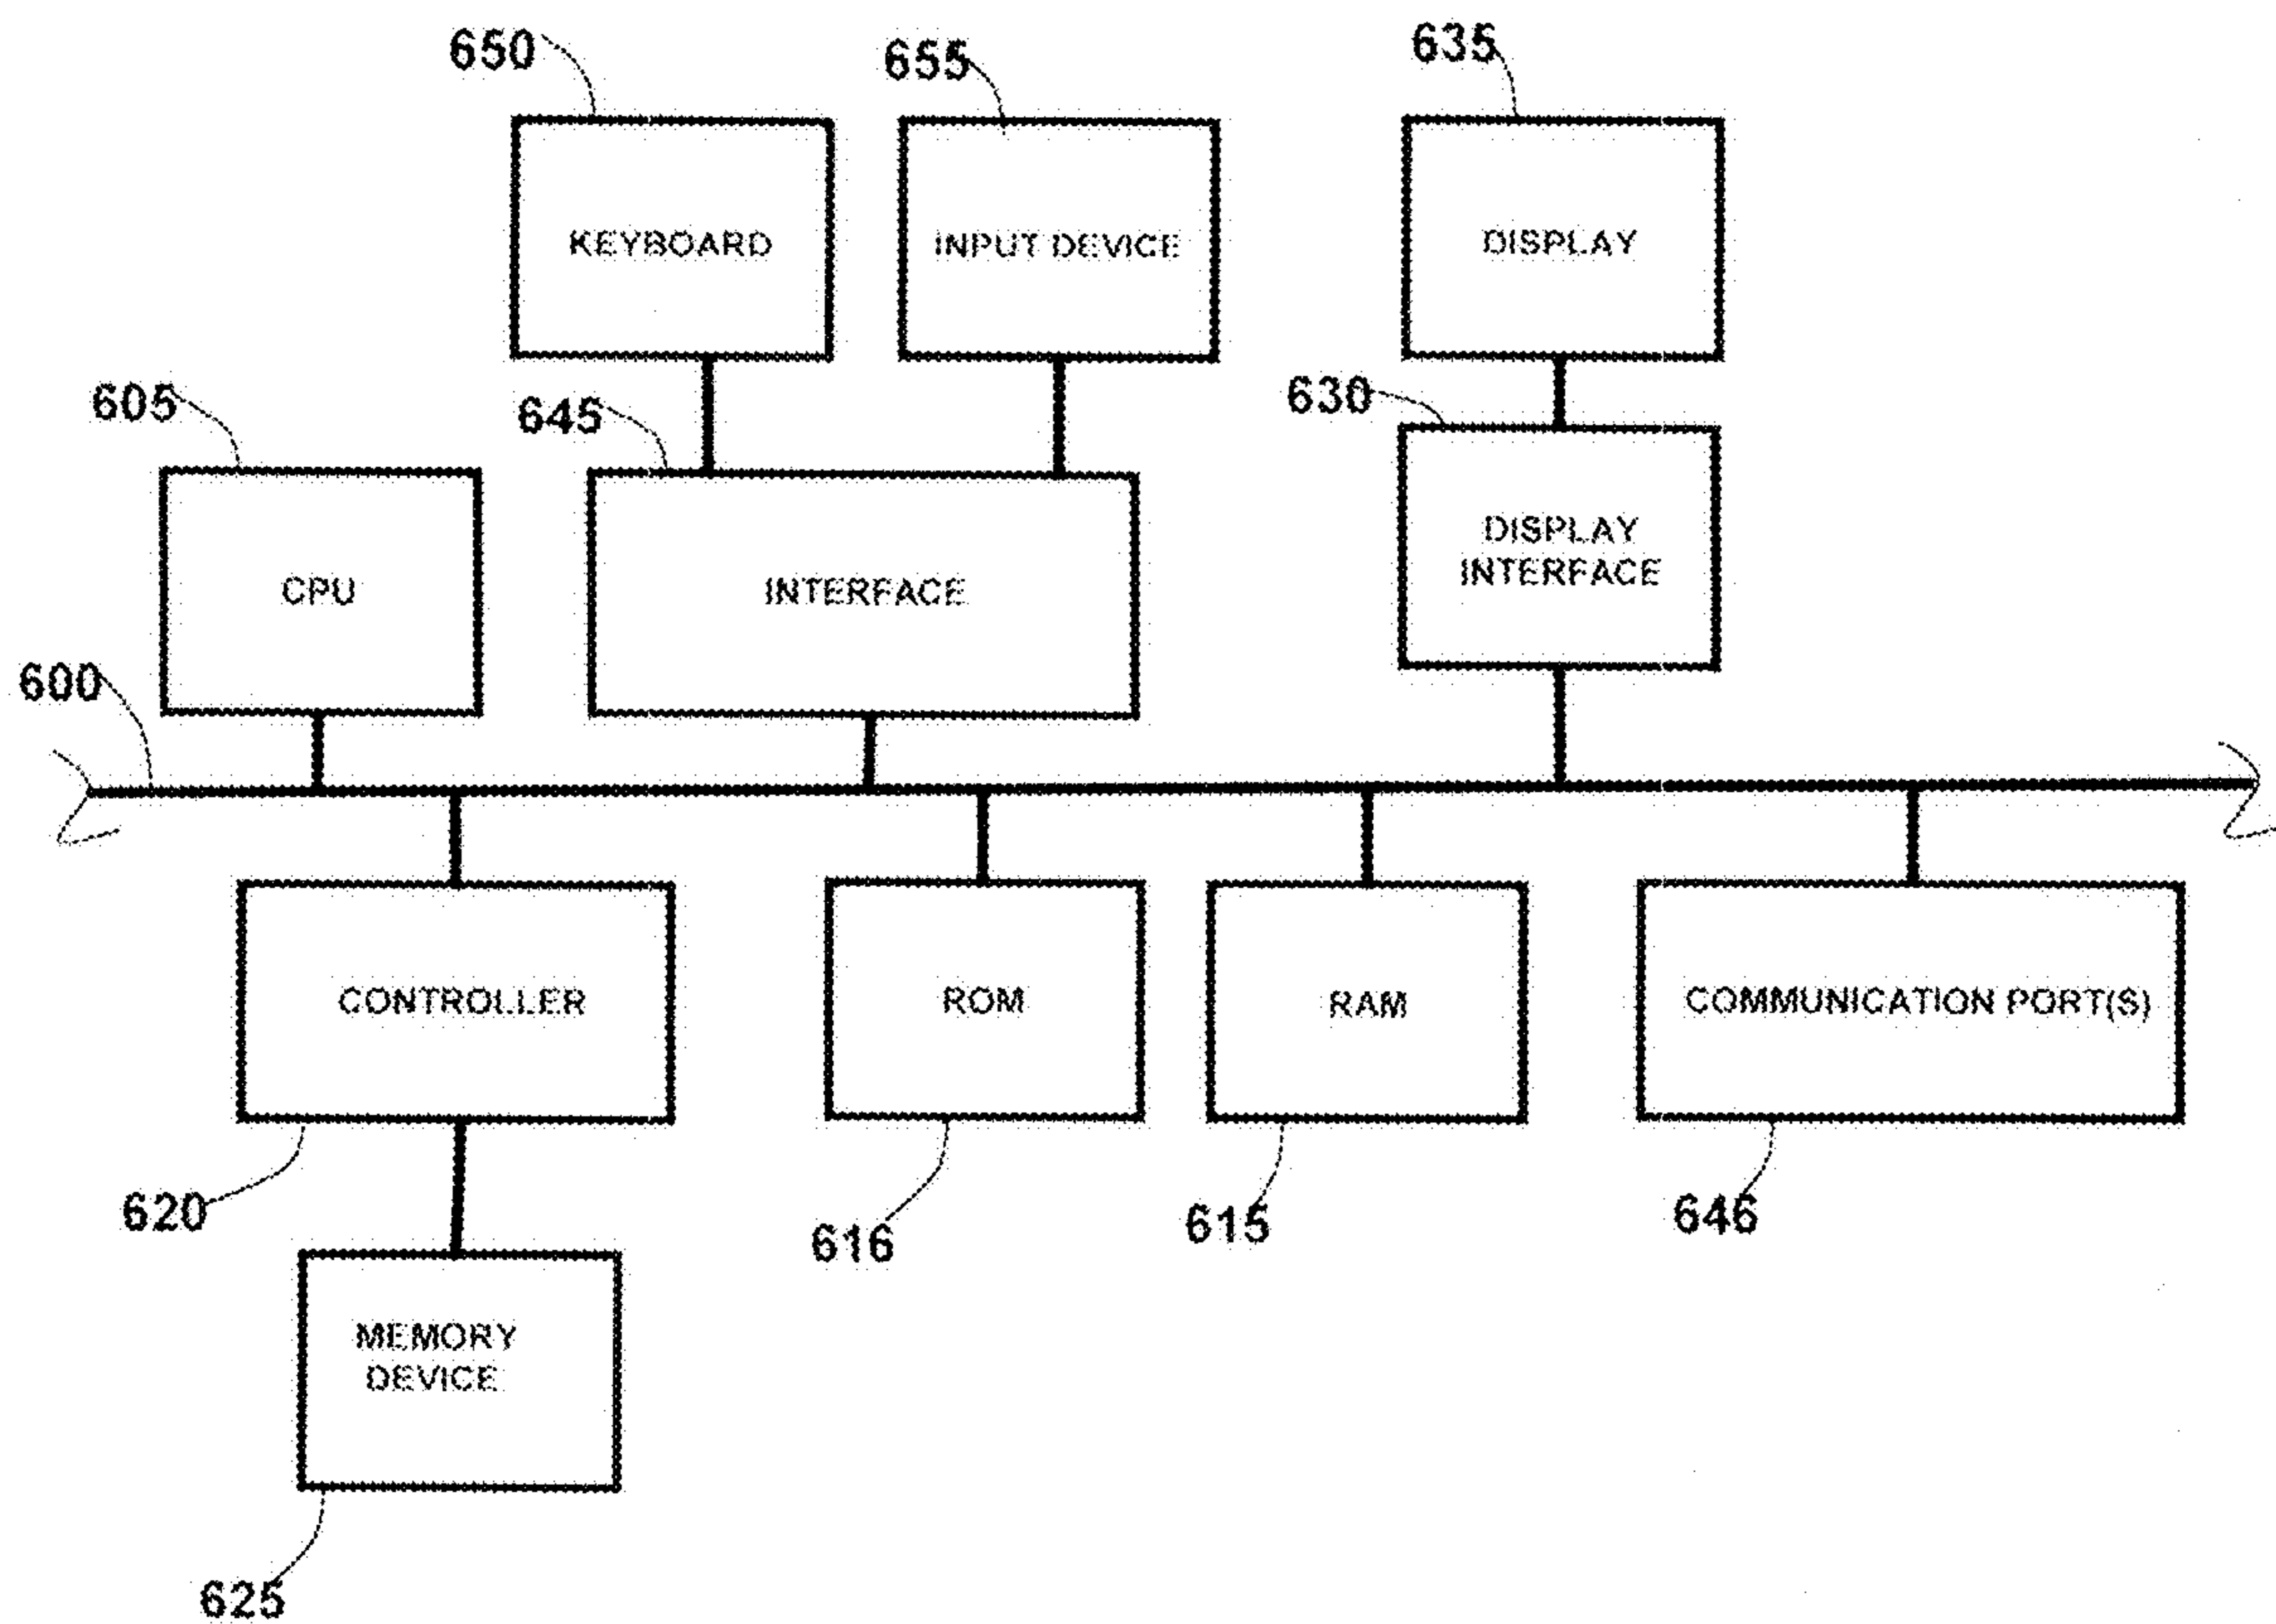 650
655
635
KEYBOARD
INPUT DEVICE
DISPLAY
605
645
630
CPU
INTERFACE
DISPLAY
INTERFACE
600
CONTROLLER
ROM
RAM
COMMUNICATION PORT(S)
620
616
615
646
MEMORY
DEVICE
625